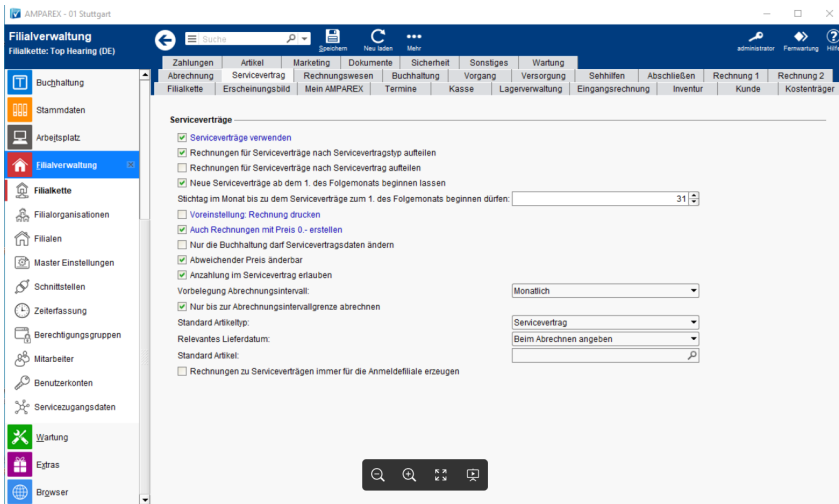 AMPAREX - 01 Stuttgart
Filialverwaltung
Filialkette: Top Hearing (DE)
Suche
Speichern
Neu laden
Mehr
administrator
Fernwartung
Hilfe
Buchhaltung
Stammdaten
Arbeitsplatz
Filialverwaltung
Filialkette
Filialorganisationen
Filialen
Master Einstellungen
Schnittstellen
Zeiterfassung
Berechtigungsgruppen
Mitarbeiter
Benutzerkonten
Servicezugangsdaten
Wartung
Extras
Browser
Zahlungen Artikel Marketing Dokumente Sicherheit Sonstiges Wartung
Abrechnung Servicevertrag Rechnungswesen Buchhaltung Vorgang Versorgung Sehhilfen Abschließen Rechnung 1 Rechnung 2
Filialkette Erscheinungsbild Mein AMPAREX Termine Kasse Lagerverwaltung Eingangsrechnung Inventur Kunde Kostenträger
Serviceverträge
Serviceverträge verwenden
Rechnungen für Serviceverträge nach Servicevertragstyp aufteilen
Rechnungen für Serviceverträge nach Servicevertrag aufteilen
Neue Serviceverträge ab dem 1. des Folgemonats beginnen lassen
Stichtag im Monat bis zu dem Serviceverträge zum 1. des Folgemonats beginnen dürfen: 31
Voreinstellung: Rechnung drucken
Auch Rechnungen mit Preis 0.- erstellen
Nur die Buchhaltung darf Servicevertragsdaten ändern
Abweichender Preis änderbar
Anzahlung im Servicevertrag erlauben
Vorbelegung Abrechnungsintervall: Monatlich
Nur bis zur Abrechnungsintervallgrenze abrechnen
Standard Artikeltyp: Servicevertrag
Relevantes Lieferdatum: Beim Abrechnen angeben
Standard Artikel:
Rechnungen zu Serviceverträgen immer für die Anmeldefiliale erzeugen